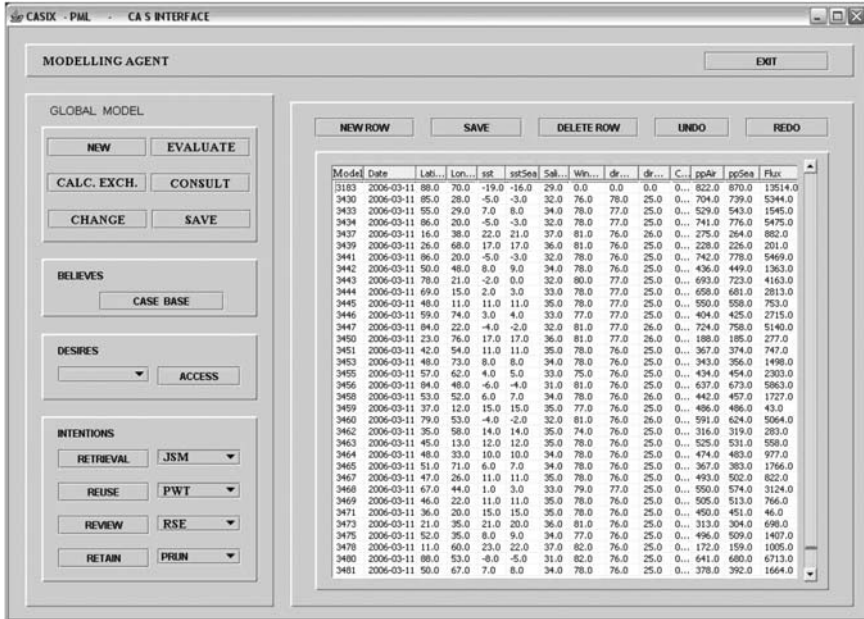 CASIX - PML - CA S INTERFACE
MODELLING AGENT
EXIT
GLOBAL MODEL
NEW EVALUATE
CALC. EXCH. CONSULT
CHANGE SAVE
BELIEVES
CASE BASE
DESIRES
ACCESS
INTENTIONS
RETRIEVAL JSM
REUSE PWT
REVIEW RSE
RETAIN PRUN
NEW ROW SAVE DELETE ROW UNDO REDO
Model Date Lati... Lon... sst sstSea Sali... Win... dir... dir... C... ppAir ppSea Flux
3183 2006-03-11 88.0 70.0 -19.0 -16.0 29.0 0.0 0.0 0.0 0... 822.0 870.0 13514.0
3430 2006-03-11 85.0 28.0 -5.0 -3.0 32.0 76.0 78.0 25.0 0... 704.0 739.0 5344.0
3433 2006-03-11 55.0 29.0 7.0 8.0 34.0 78.0 77.0 25.0 0... 529.0 543.0 1545.0
3434 2006-03-11 86.0 20.0 -5.0 -3.0 32.0 78.0 77.0 25.0 0... 741.0 776.0 5475.0
3437 2006-03-11 16.0 38.0 22.0 21.0 37.0 81.0 76.0 26.0 0... 275.0 264.0 882.0
3439 2006-03-11 26.0 68.0 17.0 17.0 36.0 81.0 76.0 25.0 0... 228.0 226.0 201.0
3441 2006-03-11 86.0 20.0 -5.0 -3.0 32.0 78.0 76.0 25.0 0... 742.0 778.0 5469.0
3442 2006-03-11 50.0 48.0 8.0 9.0 34.0 78.0 76.0 25.0 0... 436.0 449.0 1363.0
3443 2006-03-11 78.0 21.0 -2.0 0.0 32.0 80.0 77.0 26.0 0... 693.0 723.0 4163.0
3444 2006-03-11 69.0 15.0 2.0 3.0 33.0 78.0 77.0 25.0 0... 658.0 681.0 2813.0
3445 2006-03-11 48.0 11.0 11.0 11.0 35.0 78.0 77.0 25.0 0... 550.0 558.0 753.0
3446 2006-03-11 59.0 74.0 3.0 4.0 33.0 77.0 77.0 25.0 0... 404.0 425.0 2715.0
3447 2006-03-11 84.0 22.0 -4.0 -2.0 32.0 81.0 77.0 26.0 0... 724.0 758.0 5140.0
3450 2006-03-11 23.0 76.0 17.0 17.0 36.0 81.0 77.0 26.0 0... 188.0 185.0 277.0
3451 2006-03-11 42.0 54.0 11.0 11.0 35.0 78.0 76.0 25.0 0... 367.0 374.0 747.0
3453 2006-03-11 48.0 73.0 8.0 8.0 34.0 78.0 76.0 25.0 0... 343.0 356.0 1498.0
3455 2006-03-11 57.0 62.0 4.0 5.0 33.0 75.0 76.0 26.0 0... 434.0 454.0 2303.0
3456 2006-03-11 84.0 48.0 -6.0 -4.0 31.0 81.0 76.0 25.0 0... 637.0 673.0 5863.0
3458 2006-03-11 53.0 52.0 6.0 7.0 34.0 78.0 76.0 26.0 0... 442.0 457.0 1727.0
3459 2006-03-11 37.0 12.0 15.0 15.0 35.0 77.0 76.0 25.0 0... 486.0 486.0 43.0
3460 2006-03-11 79.0 53.0 -4.0 -2.0 32.0 81.0 76.0 26.0 0... 591.0 624.0 5064.0
3462 2006-03-11 35.0 58.0 14.0 14.0 35.0 74.0 76.0 25.0 0... 316.0 319.0 283.0
3463 2006-03-11 45.0 13.0 12.0 12.0 35.0 78.0 76.0 25.0 0... 525.0 531.0 558.0
3464 2006-03-11 48.0 33.0 10.0 10.0 34.0 78.0 76.0 25.0 0... 474.0 483.0 977.0
3465 2006-03-11 51.0 71.0 6.0 7.0 34.0 78.0 76.0 25.0 0... 367.0 383.0 1766.0
3467 2006-03-11 47.0 26.0 11.0 11.0 35.0 78.0 76.0 25.0 0... 493.0 502.0 822.0
3468 2006-03-11 67.0 44.0 1.0 3.0 33.0 79.0 77.0 25.0 0... 550.0 574.0 3124.0
3469 2006-03-11 46.0 22.0 11.0 11.0 35.0 78.0 76.0 25.0 0... 505.0 513.0 766.0
3471 2006-03-11 36.0 20.0 15.0 15.0 35.0 78.0 76.0 25.0 0... 450.0 451.0 46.0
3473 2006-03-11 21.0 35.0 21.0 20.0 36.0 81.0 76.0 25.0 0... 313.0 304.0 698.0
3475 2006-03-11 52.0 35.0 8.0 9.0 34.0 77.0 76.0 25.0 0... 496.0 509.0 1407.0
3478 2006-03-11 11.0 60.0 23.0 22.0 37.0 82.0 76.0 26.0 0... 172.0 159.0 1005.0
3480 2006-03-11 88.0 53.0 -8.0 -5.0 31.0 82.0 76.0 25.0 0... 641.0 680.0 6713.0
3481 2006-03-11 50.0 67.0 7.0 8.0 34.0 78.0 76.0 25.0 0... 378.0 392.0 1664.0